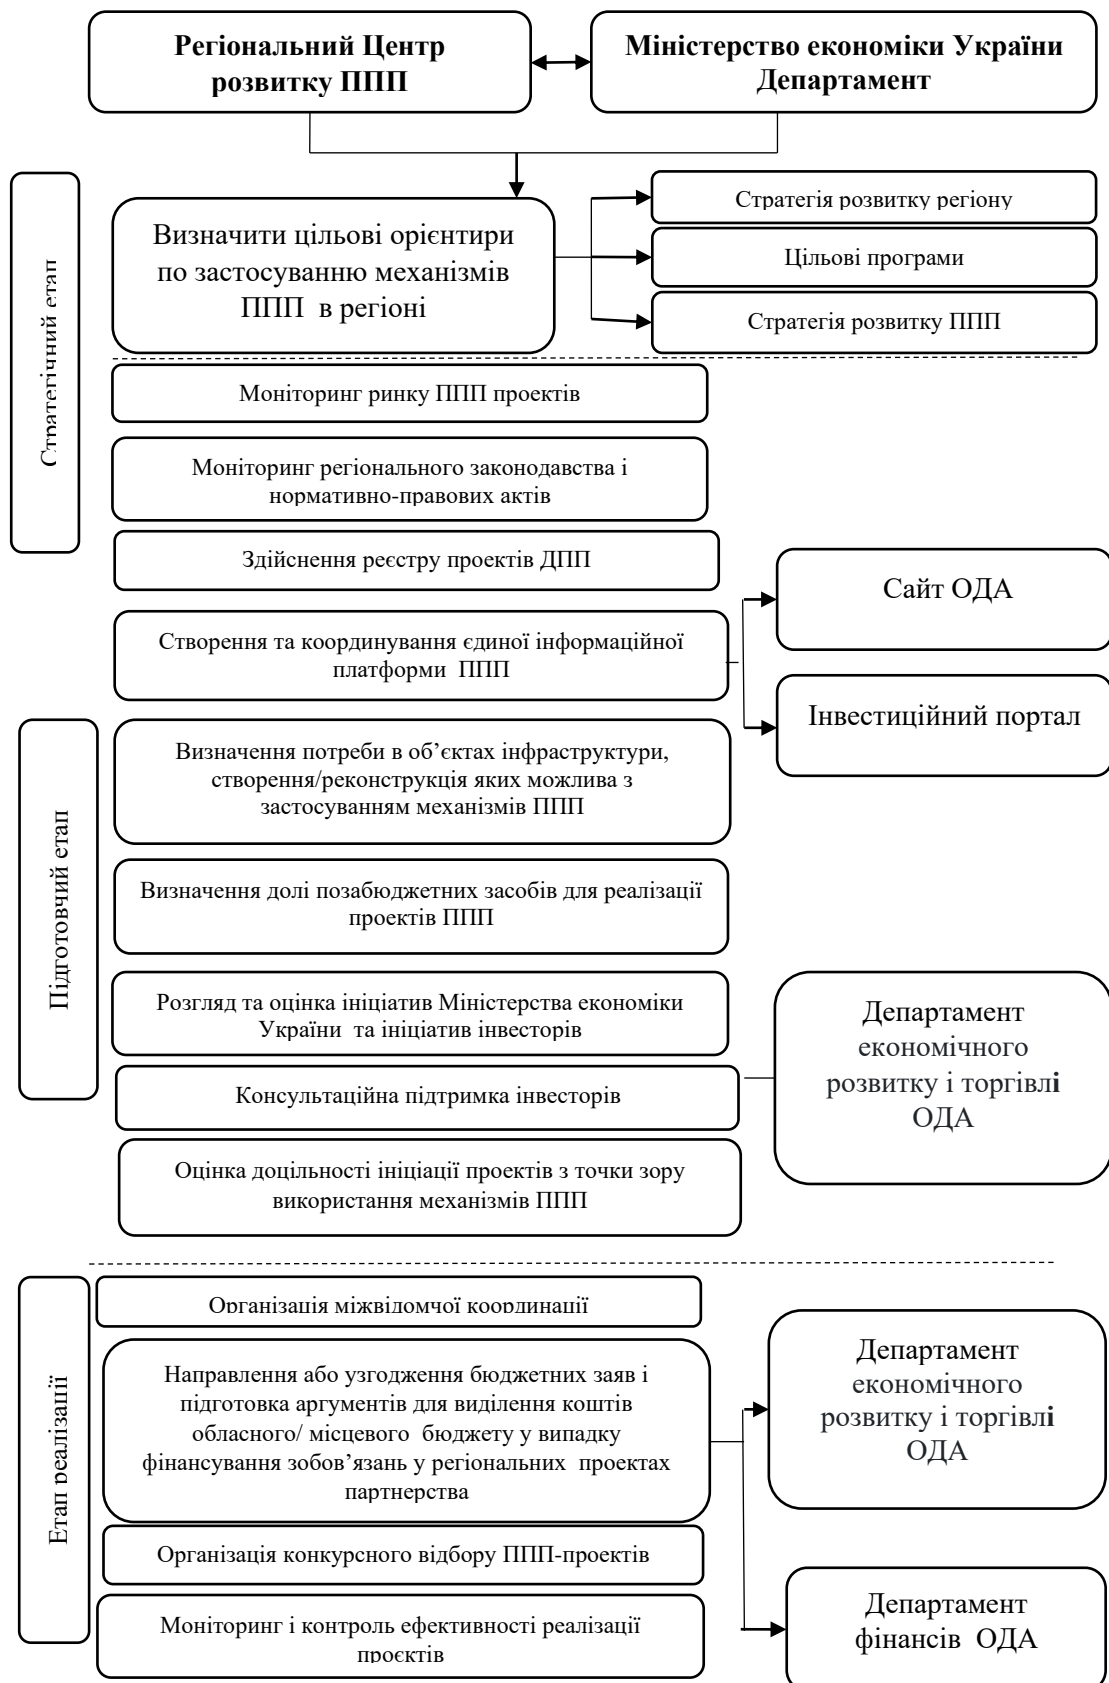 Регіональний Центр
розвитку ППП
Міністерство економіки України
Департамент
Стратегічний етап
Визначити цільові орієнтири
по застосуванню механізмів
ППП в регіоні
Стратегія розвитку регіону
Цільові програми
Стратегія розвитку ППП
Моніторинг ринку ППП проектів
Моніторинг регіонального законодавства і
нормативно-правових актів
Здійснення реєстру проектів ДПП
Створення та координування єдиної інформаційної
платформи ППП
Сайт ОДА
Інвестиційний портал
Підготовчий етап
Визначення потреби в об’єктах інфраструктури,
створення/реконструкція яких можлива з
застосуванням механізмів ППП
Визначення долі позабюджетних засобів для реалізації
проектів ППП
Розгляд та оцінка ініціатив Міністерства економіки
України та ініціатив інвесторів
Консультаційна підтримка інвесторів
Оцінка доцільності ініціації проектів з точки зору
використання механізмів ППП
Департамент
економічного
розвитку і торгівлі
ОДА
Етап реалізації
Організація міжвідомчої координації
Направлення або узгодження бюджетних заяв і
підготовка аргументів для виділення коштів
обласного/ місцевого бюджету у випадку
фінансування зобов’язань у регіональних проектах
партнерства
Організація конкурсного відбору ППП-проектів
Моніторинг і контроль ефективності реалізації
проєктів
Департамент
економічного
розвитку і торгівлі
ОДА
Департамент
фінансів ОДА